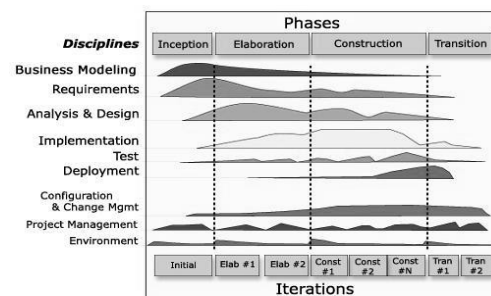 Phases
Disciplines
Inception
Elaboration
Construction
Transition
Business Modeling
Requirements
Analysis & Design
Implementation
Test
Deployment
Configuration
& Change Mgmt
Project Management
Environment
Initial
Elab #1
Elab #2
Const
#1
Const
#2
Const
#N
Tran
#1
Tran
#2
Iterations